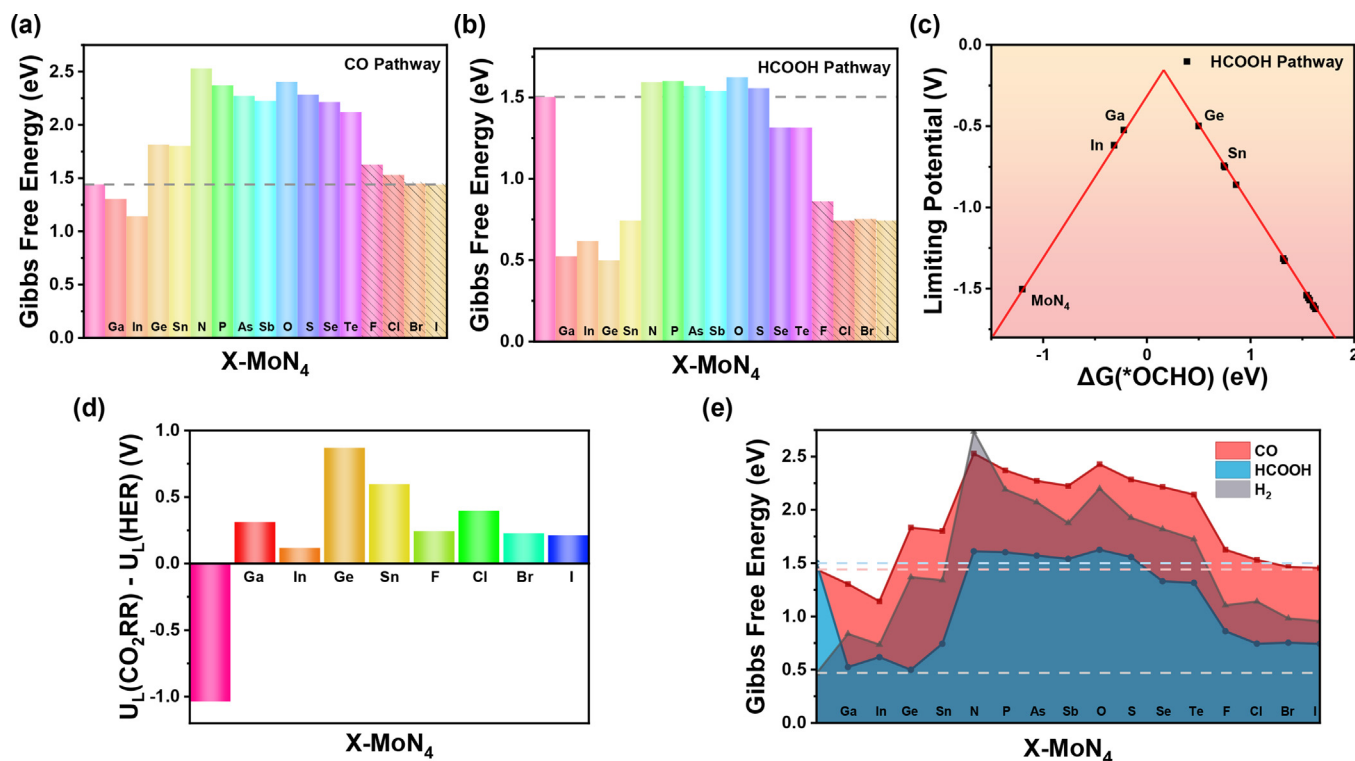 (a)
Gibbs Free Energy (eV)
2.5
2.0
1.5
1.0
0.5
0.0
CO Pathway
Ga In Ge Sn N P As Sb O S Se Te F Cl Br I
X-MoN4
(b)
Gibbs Free Energy (eV)
1.5
1.0
0.5
0.0
HCOOH Pathway
Ga In Ge Sn N P As Sb O S Se Te F Cl Br I
X-MoN4
(c)
Limiting Potential (V)
0.0
-0.5
-1.0
-1.5
HCOOH Pathway
Ga
Ge
In
Sn
MoN4
-1 0 1 2
ΔG(*OCHO) (eV)
(d)
UL(CO2RR) - UL(HER) (V)
1.0
0.5
0.0
-0.5
-1.0
Ga In Ge Sn F Cl Br I
X-MoN4
(e)
Gibbs Free Energy (eV)
2.5
2.0
1.5
1.0
0.5
0.0
CO
HCOOH
H2
Ga In Ge Sn N P As Sb O S Se Te F Cl Br I
X-MoN4